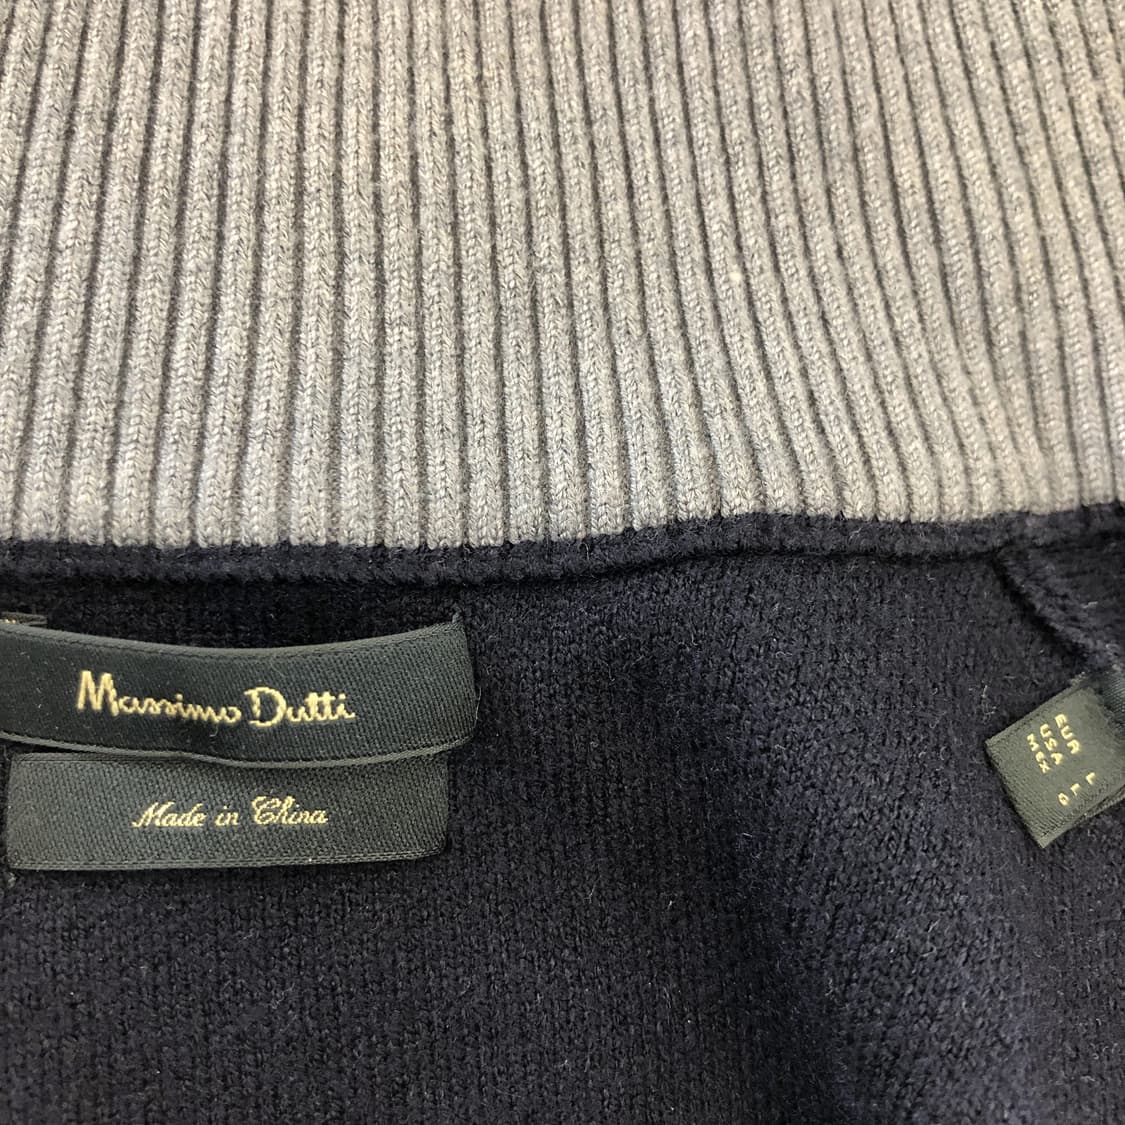 Massimo Dutti
Made in China
EUR L
USA L
MEX G